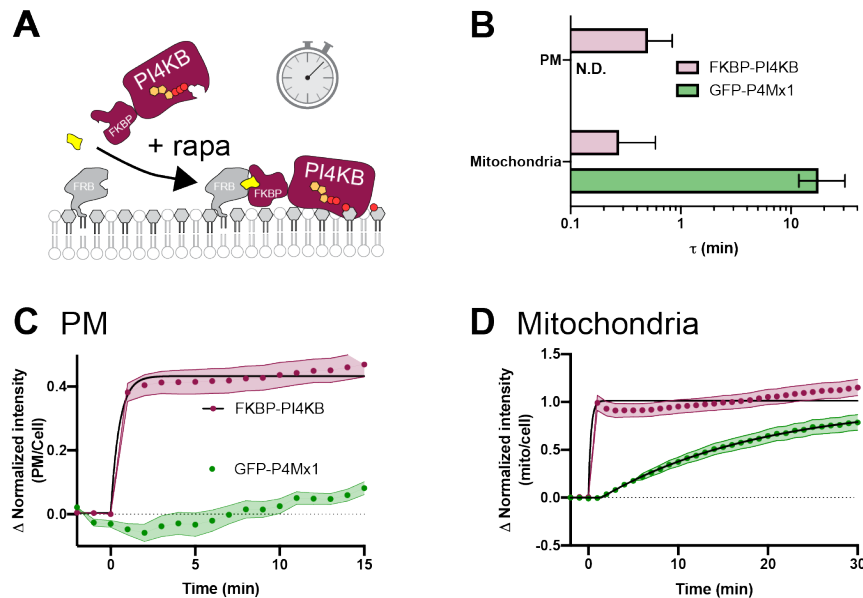 A
PI4KB
FKBP
+ rapa
FRB
FRB
FKBP
PI4KB
B
PM
N.D.
FKBP-PI4KB
GFP-P4Mx1
Mitochondria
0.1
1
10
τ (min)
C PM
Δ Normalized intensity
(PM/Cell)
0.4
0.2
0.0
FKBP-PI4KB
GFP-P4Mx1
0
5
10
15
Time (min)
D Mitochondria
Δ Normalized intensity
(mito/cell)
1.5
1.0
0.5
0.0
-0.5
0
10
20
30
Time (min)